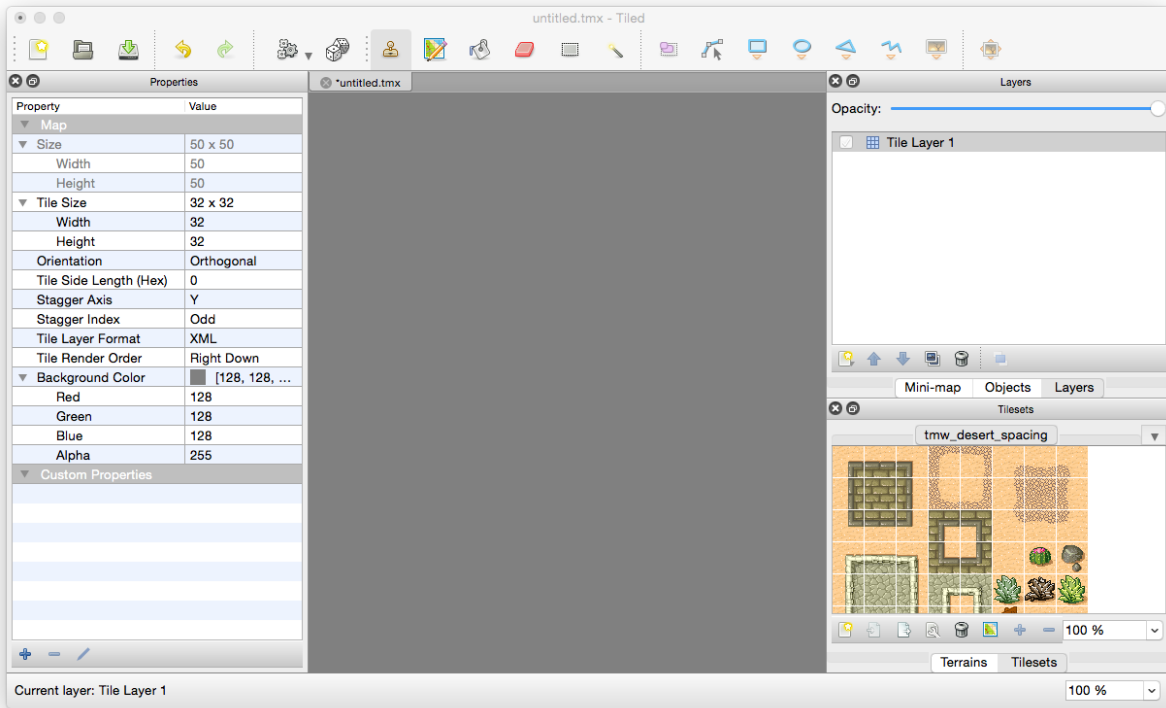 untitled.tmx - Tiled
Properties
Property Value
Map
Size 50 x 50
Width 50
Height 50
Tile Size 32 x 32
Width 32
Height 32
Orientation Orthogonal
Tile Side Length (Hex) 0
Stagger Axis Y
Stagger Index Odd
Tile Layer Format XML
Tile Render Order Right Down
Background Color [128, 128, ...
Red 128
Green 128
Blue 128
Alpha 255
Custom Properties
*untitled.tmx
Layers
Opacity:
Tile Layer 1
Mini-map Objects Layers
Tilesets
tmw_desert_spacing
100 %
Terrains Tilesets
Current layer: Tile Layer 1
100 %